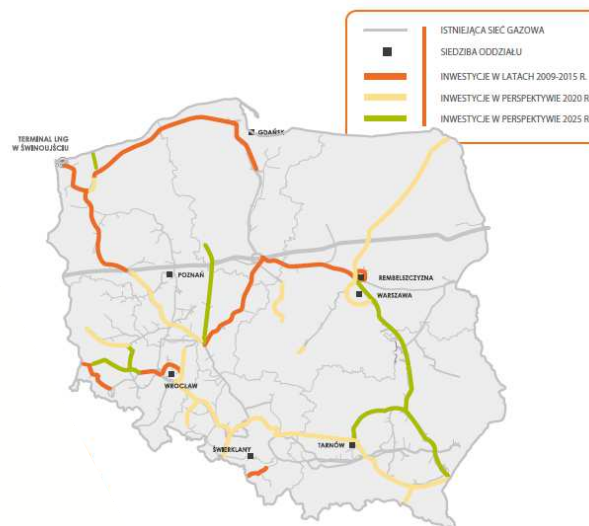 ISTNIEJĄCA SIEĆ GAZOWA
SIEDZIBA ODDZIAŁU
INWESTYCJE W LATACH 2009-2015 R.
INWESTYCJE W PERSPEKTYWIE 2020 R
INWESTYCJE W PERSPEKTYWIE 2025 R
GDAŃSK
TERMINAL LNG
W ŚWINOUJŚCIU
POZNAŃ
REMBELSZCZYZNA
WARSZAWA
WROCŁAW
ŚWIERKLANY
TARNÓW